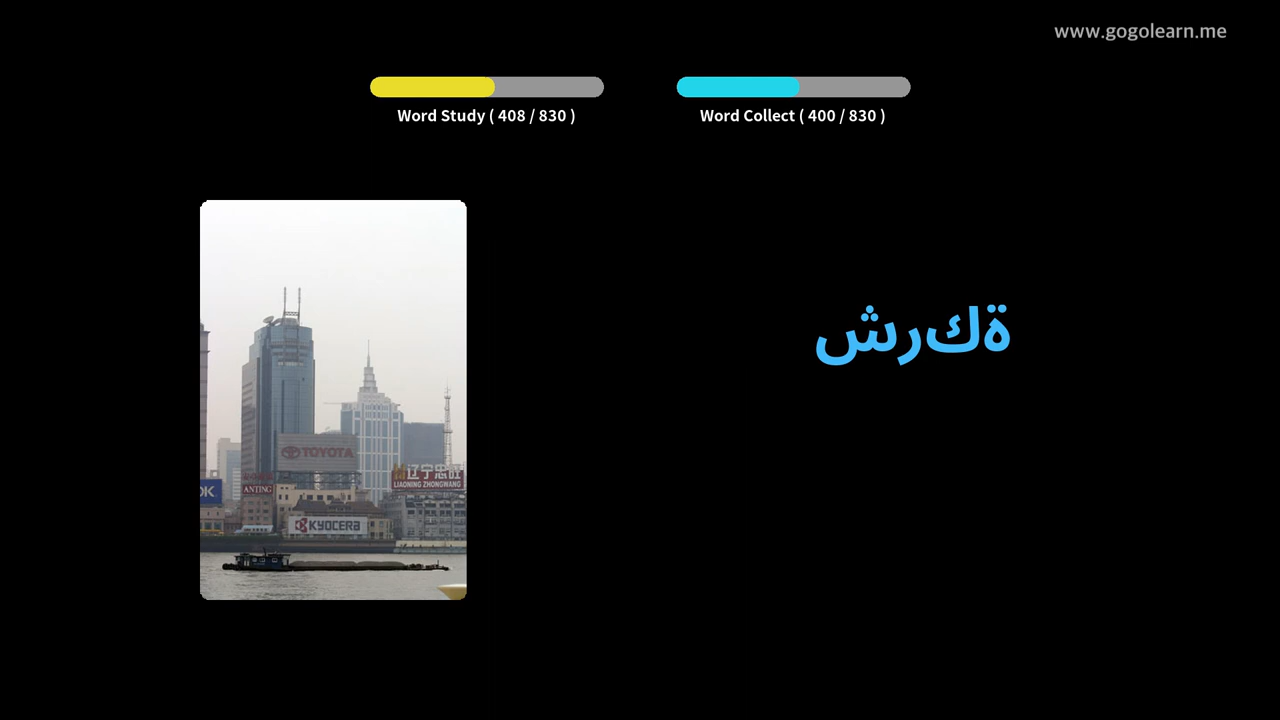 www.gogolearn.me
Word Study ( 408 / 830 )
Word Collect ( 400 / 830 )
شركة
TOYOTA
辽宁忠旺
LIAONING ZHONGWANG
OK
ANTING
KYOCERA